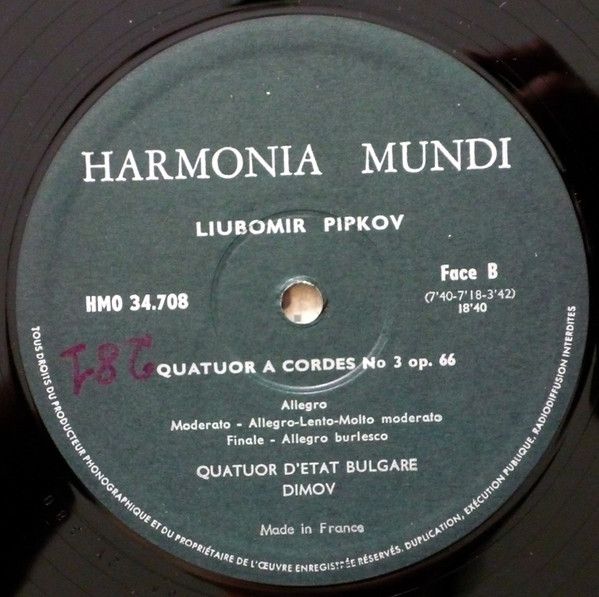 HARMONIA MUNDI
LIUBOMIR PIPKOV
Face B
HMO 34.708
(7'40-7'18-3'42)
18'40
281
QUATUOR A CORDES No 3 op. 66
Allegro
Moderato - Allegro-Lento-Molto moderato
Finale - Allegro burlesco
QUATUOR D'ETAT BULGARE
DIMOV
Made in France
TOUS DROITS DU PRODUCTEUR PHONOGRAPHIQUE ET DU PROPRIÉTAIRE DE L'ŒUVRE ENREGISTRÉE RÉSERVÉS. DUPLICATION, EXÉCUTION PUBLIQUE, RADIODIFFUSION INTERDITES